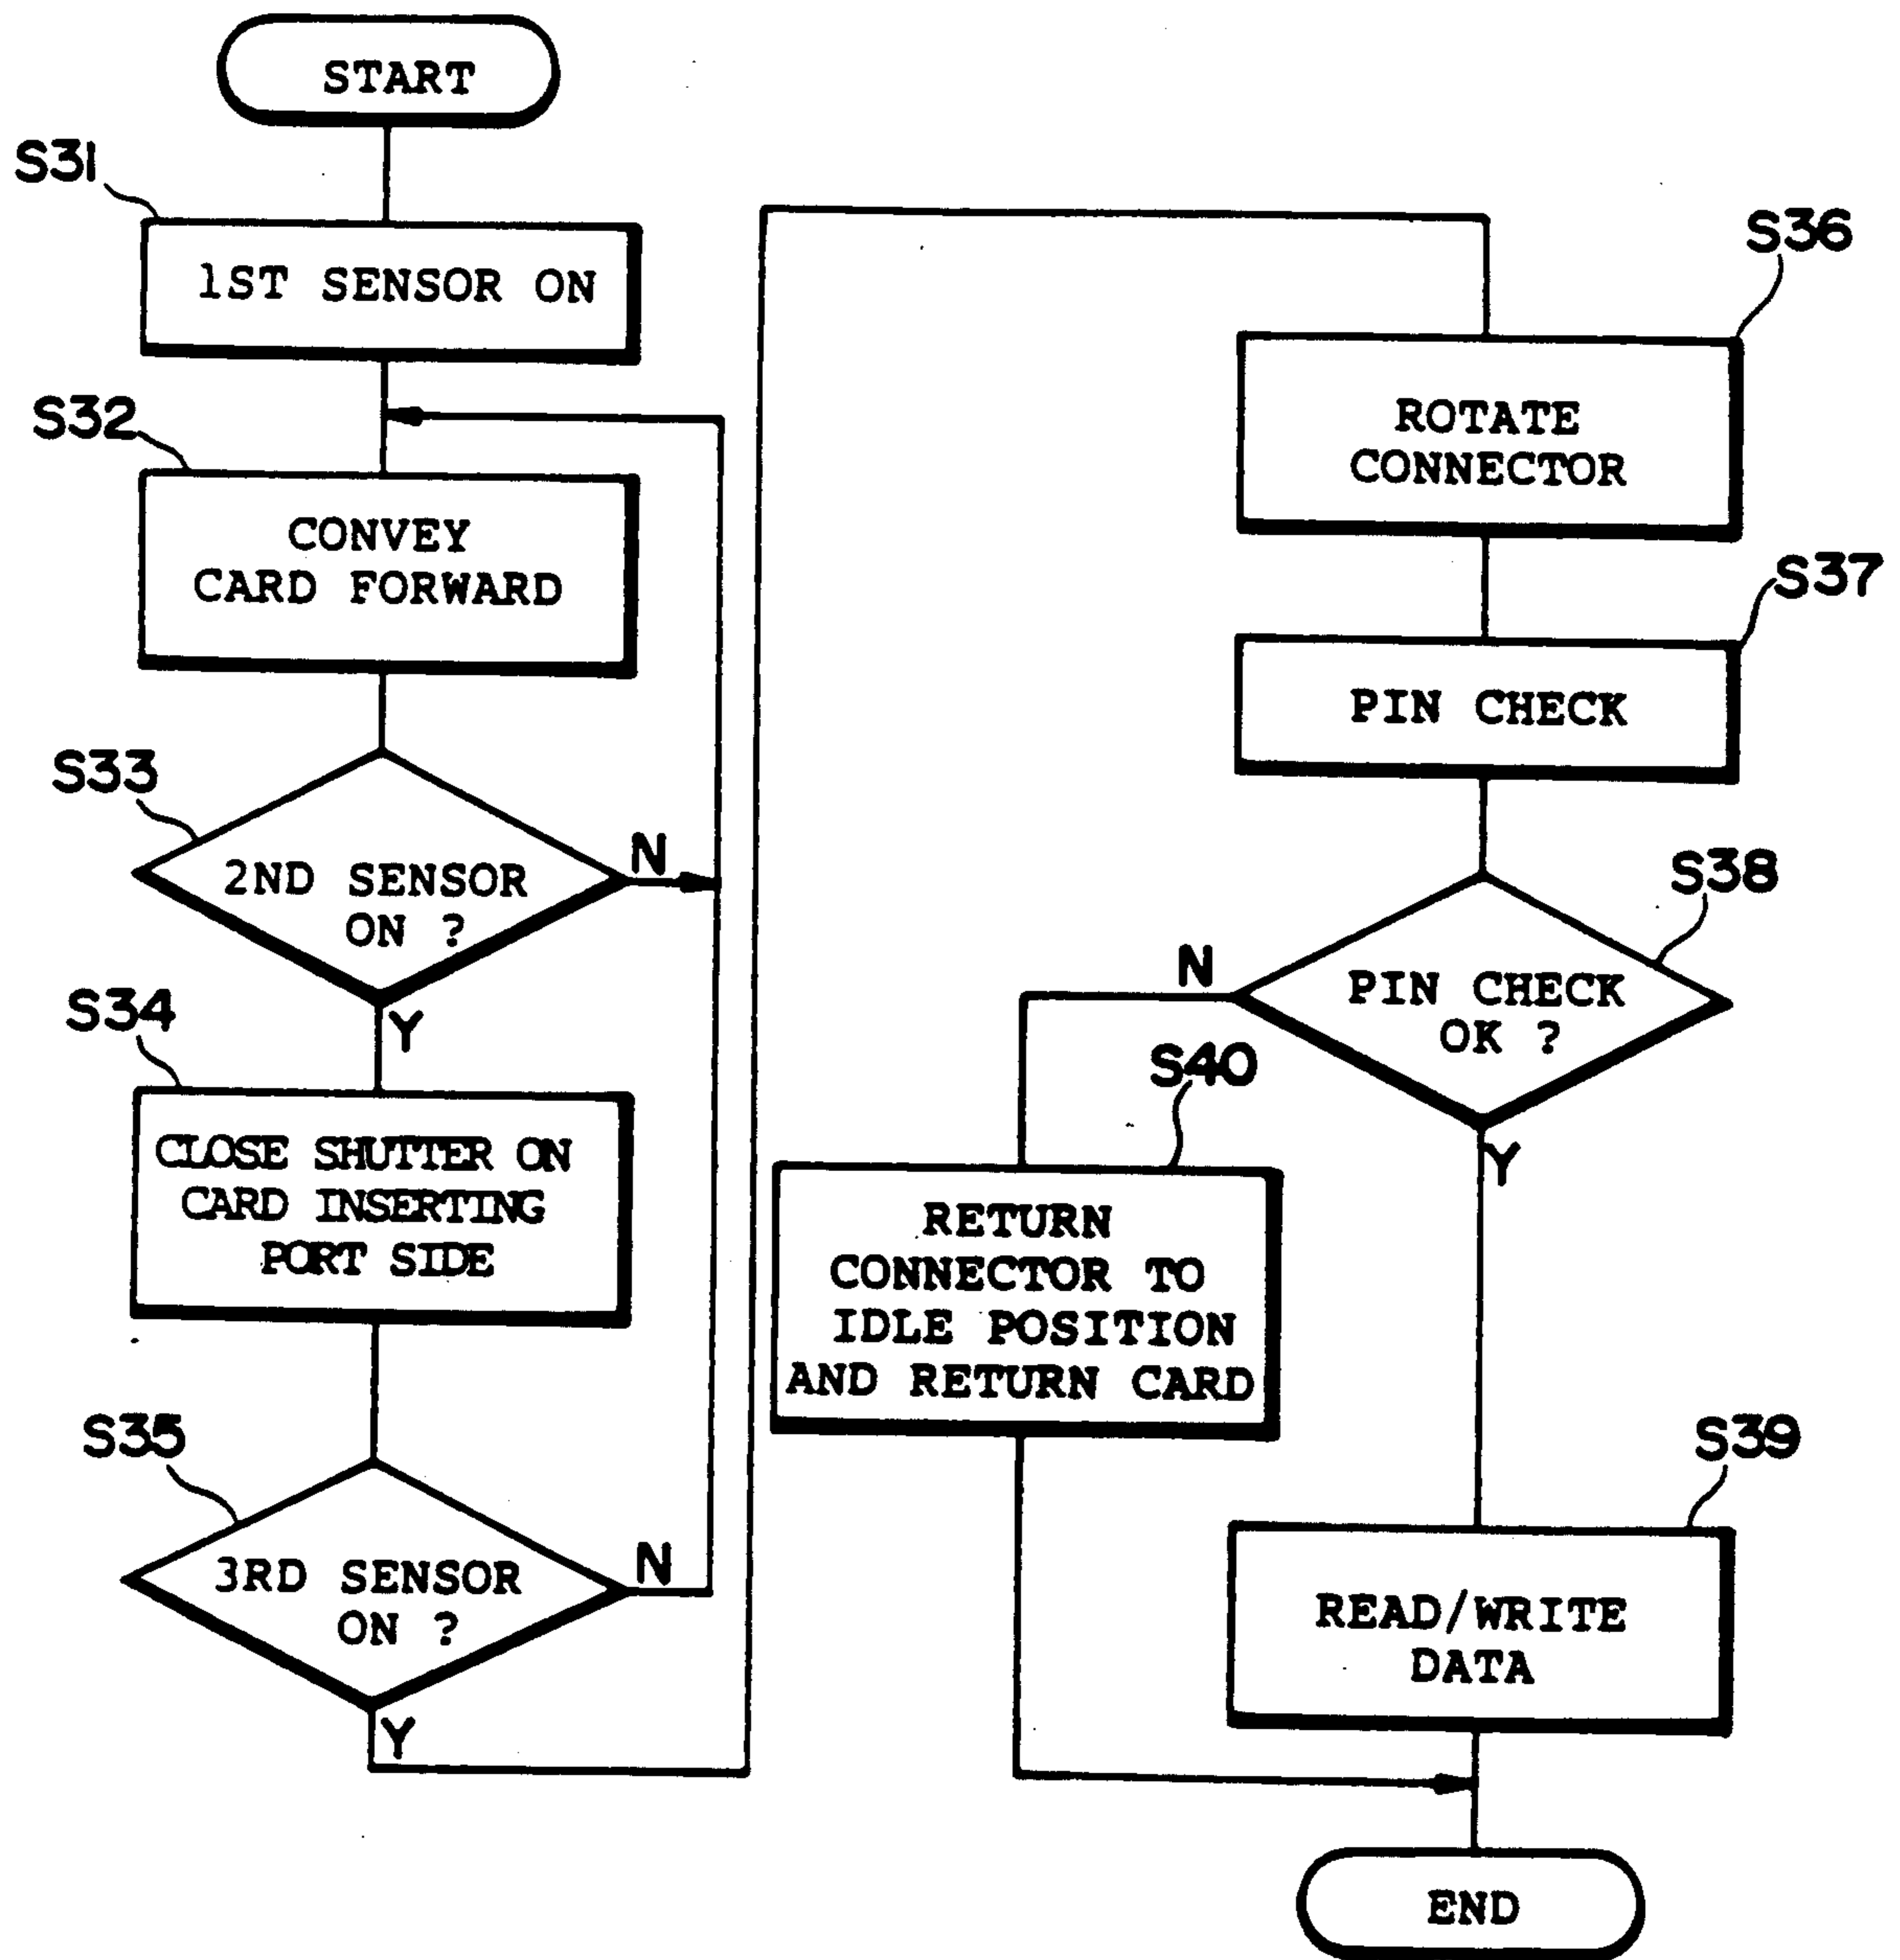 START
S31
1ST SENSOR ON
S32
CONVEY
CARD FORWARD
S33
2ND SENSOR
ON ?
N
Y
S34
CLOSE SHUTTER ON
CARD INSERTING
PORT SIDE
S35
3RD SENSOR
ON ?
N
Y
S36
ROTATE
CONNECTOR
S37
PIN CHECK
S38
PIN CHECK
OK ?
N
Y
S40
RETURN
CONNECTOR TO
IDLE POSITION
AND RETURN CARD
S39
READ/WRITE
DATA
END